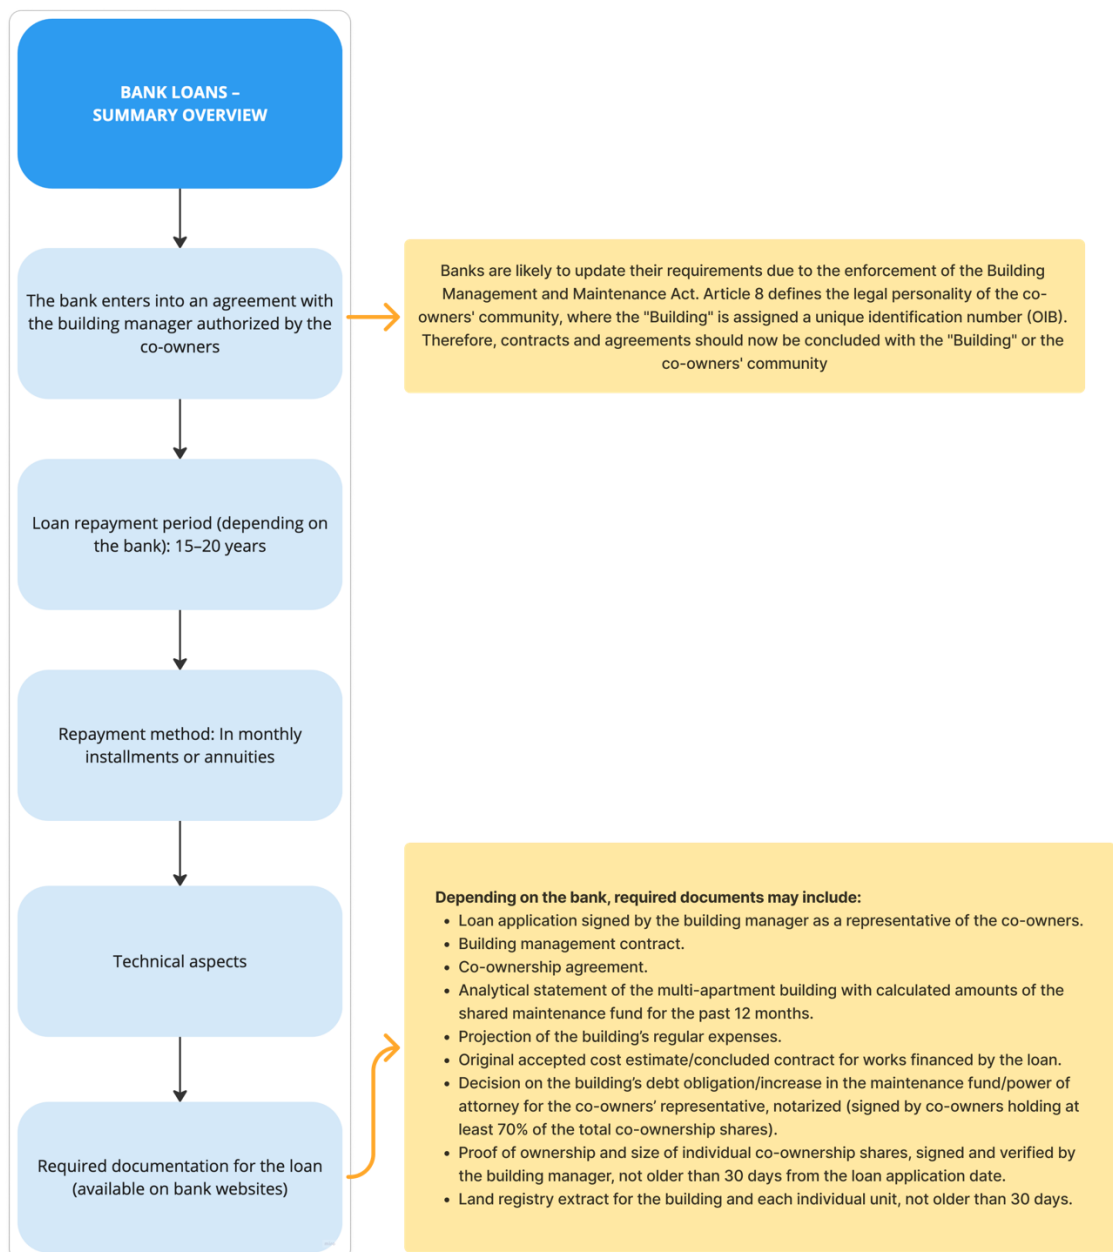 BANK LOANS –
SUMMARY OVERVIEW
The bank enters into an agreement with
the building manager authorized by the
co-owners
Banks are likely to update their requirements due to the enforcement of the Building
Management and Maintenance Act. Article 8 defines the legal personality of the co-
owners' community, where the "Building" is assigned a unique identification number (OIB).
Therefore, contracts and agreements should now be concluded with the "Building" or the
co-owners' community
Loan repayment period (depending on
the bank): 15–20 years
Repayment method: In monthly
installments or annuities
Technical aspects
Required documentation for the loan
(available on bank websites)
Depending on the bank, required documents may include:
• Loan application signed by the building manager as a representative of the co-owners.
• Building management contract.
• Co-ownership agreement.
• Analytical statement of the multi-apartment building with calculated amounts of the
shared maintenance fund for the past 12 months.
• Projection of the building’s regular expenses.
• Original accepted cost estimate/concluded contract for works financed by the loan.
• Decision on the building’s debt obligation/increase in the maintenance fund/power of
attorney for the co-owners’ representative, notarized (signed by co-owners holding at
least 70% of the total co-ownership shares).
• Proof of ownership and size of individual co-ownership shares, signed and verified by
the building manager, not older than 30 days from the loan application date.
• Land registry extract for the building and each individual unit, not older than 30 days.